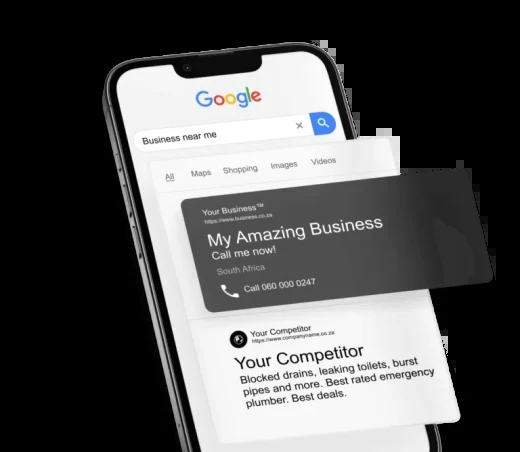 Google
Business near me
All Maps Shopping Images Videos
Your Business™
https://www.business.co.za
My Amazing Business
Call me now!
South Africa
Call 060 000 0247
Your Competitor
https://www.companyname.co.za
Your Competitor
Blocked drains, leaking toilets, burst
pipes and more. Best rated emergency
plumber. Best deals.